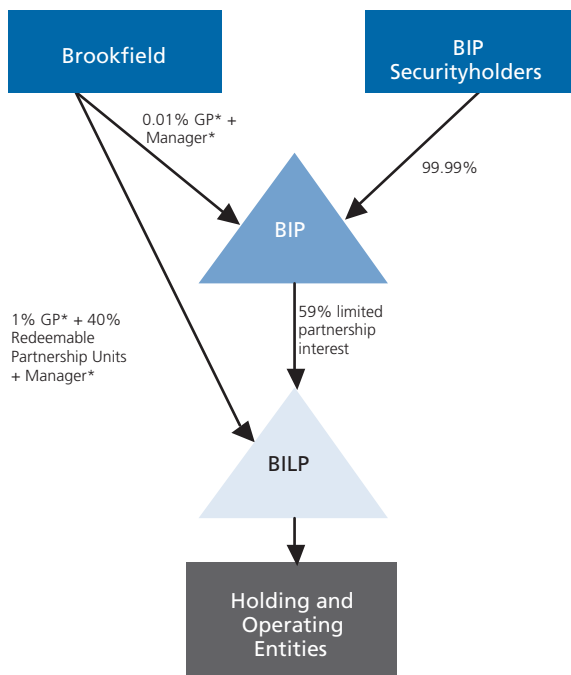 Brookfield
BIP
Securityholders
0.01% GP* +
Manager*
99.99%
BIP
1% GP* + 40%
Redeemable
Partnership Units
+ Manager*
59% limited
partnership
interest
BILP
Holding and
Operating
Entities